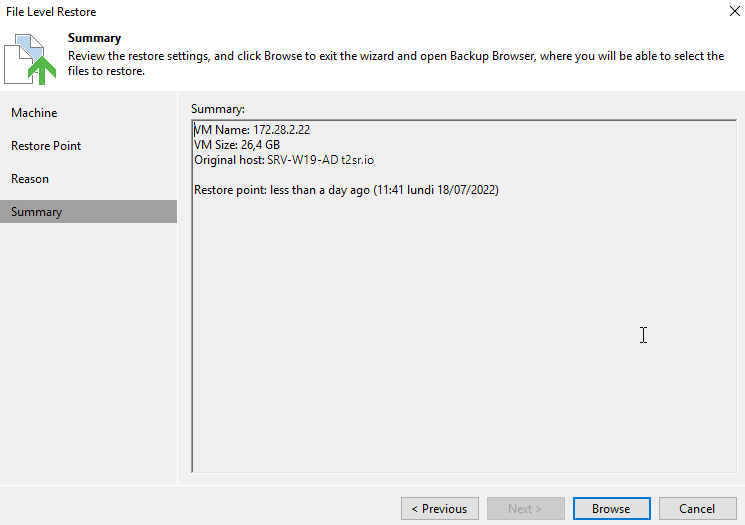 File Level Restore
Summary
Review the restore settings, and click Browse to exit the wizard and open Backup Browser, where you will be able to select the
files to restore.
Machine
Restore Point
Reason
Summary
Summary:
VM Name: 172.28.2.22
VM Size: 26,4 GB
Original host: SRV-W19-AD t2sr.io
Restore point: less than a day ago (11:41 lundi 18/07/2022)
< Previous
Next >
Browse
Cancel